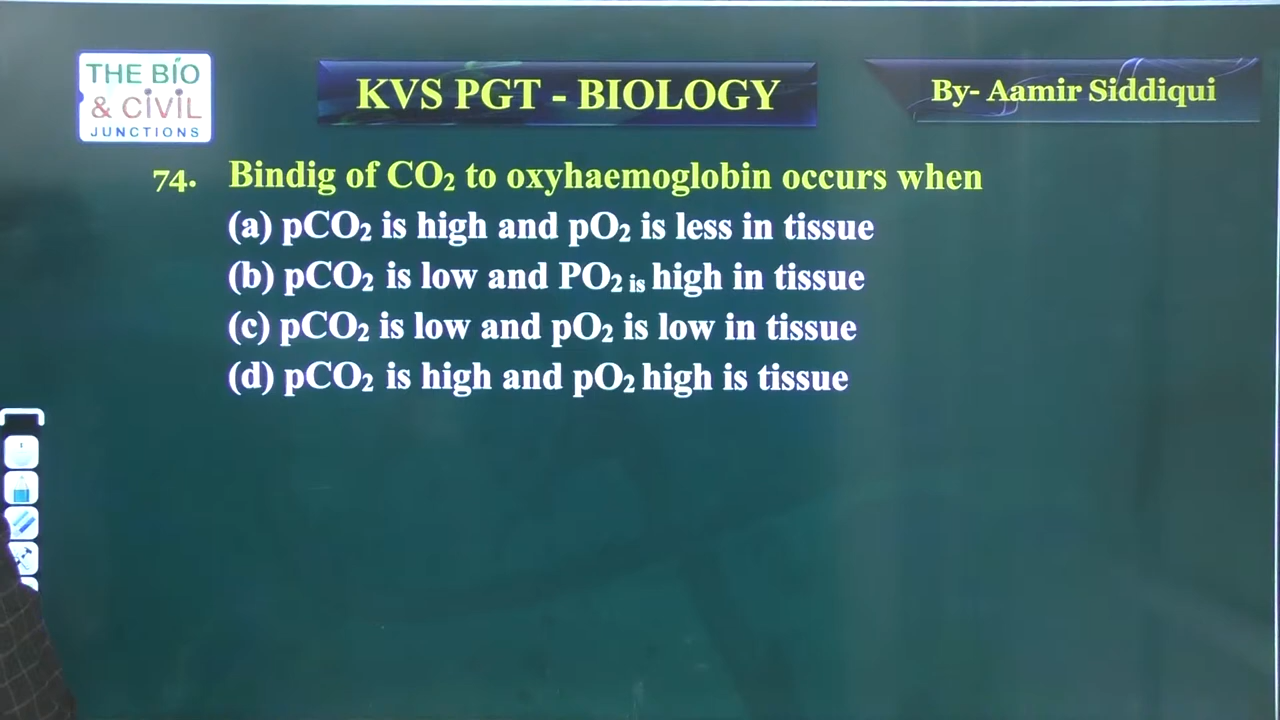 THE BIO
& CIVIL
JUNCTIONS
KVS PGT - BIOLOGY
By- Aamir Siddiqui
74. Bindig of CO₂ to oxyhaemoglobin occurs when
(a) pCO₂ is high and pO₂ is less in tissue
(b) pCO₂ is low and PO₂ is high in tissue
(c) pCO₂ is low and pO₂ is low in tissue
(d) pCO₂ is high and pO₂ high is tissue